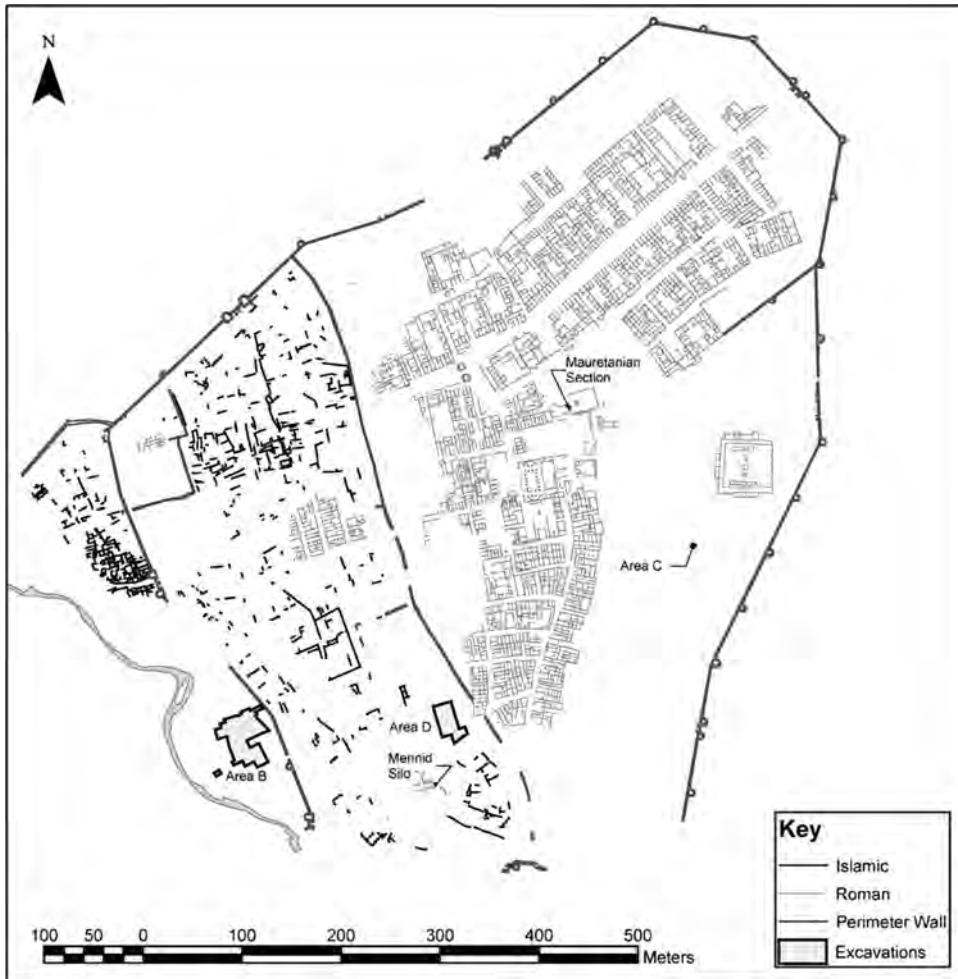 N
Mauretanian
Section
Area C
Area D
Merinid
Silo
Area B
Key
Islamic
Roman
Perimeter Wall
Excavations
100 50 0 100 200 300 400 500
Meters